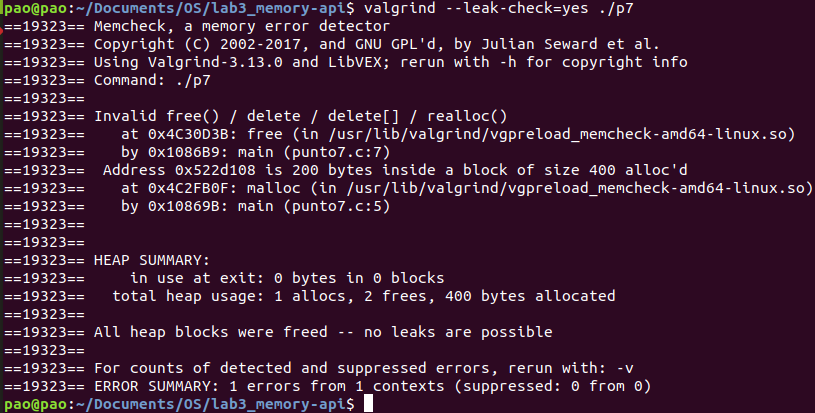 pao@pao:~/Documents/OS/lab3_memory-api$ valgrind --leak-check=yes ./p7
==19323== Memcheck, a memory error detector
==19323== Copyright (C) 2002-2017, and GNU GPL'd, by Julian Seward et al.
==19323== Using Valgrind-3.13.0 and LibVEX; rerun with -h for copyright info
==19323== Command: ./p7
==19323==
==19323== Invalid free() / delete / delete[] / realloc()
==19323==    at 0x4C30D3B: free (in /usr/lib/valgrind/vgpreload_memcheck-amd64-linux.so)
==19323==    by 0x1086B9: main (punto7.c:7)
==19323==  Address 0x522d108 is 200 bytes inside a block of size 400 alloc'd
==19323==    at 0x4C2FB0F: malloc (in /usr/lib/valgrind/vgpreload_memcheck-amd64-linux.so)
==19323==    by 0x10869B: main (punto7.c:5)
==19323==
==19323==
==19323== HEAP SUMMARY:
==19323==     in use at exit: 0 bytes in 0 blocks
==19323==   total heap usage: 1 allocs, 2 frees, 400 bytes allocated
==19323==
==19323== All heap blocks were freed -- no leaks are possible
==19323==
==19323== For counts of detected and suppressed errors, rerun with: -v
==19323== ERROR SUMMARY: 1 errors from 1 contexts (suppressed: 0 from 0)
pao@pao:~/Documents/OS/lab3_memory-api$